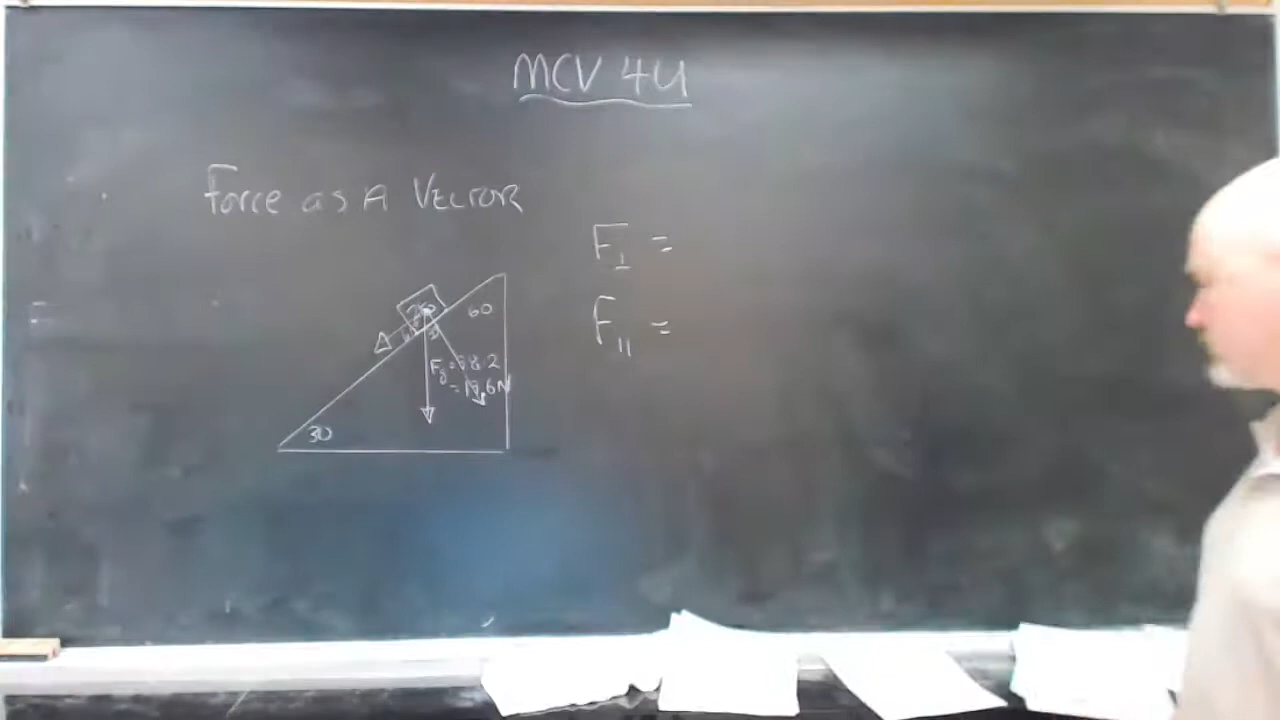 MCV 4U
Force as A VECTOR
F⊥ =
F|| =
60
Fg = 9.8·2
= 19.6N
30